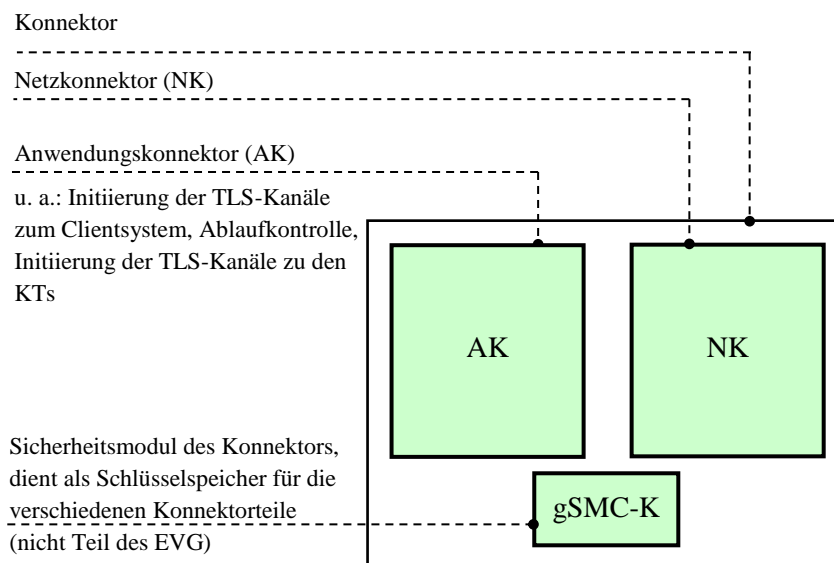 Konnektor
Netzkonnektor (NK)
Anwendungskonnektor (AK)
u. a.: Initiierung der TLS-Kanäle
zum Clientsystem, Ablaufkontrolle,
Initiierung der TLS-Kanäle zu den
KTs
AK
NK
Sicherheitsmodul des Konnektors,
dient als Schlüsselspeicher für die
verschiedenen Konnektorteile
(nicht Teil des EVG)
gSMC-K